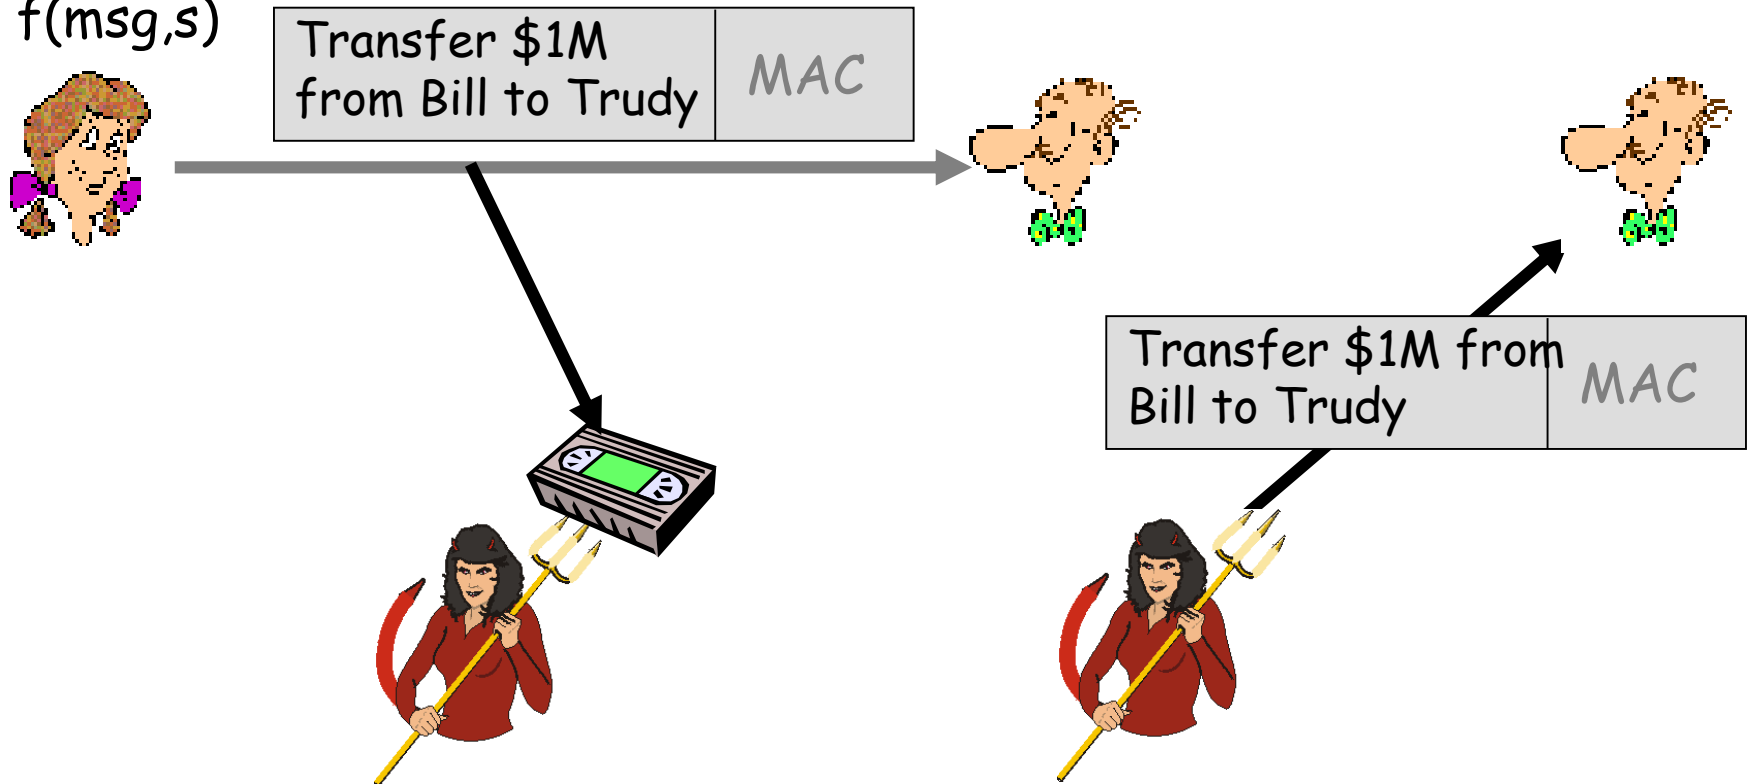 f(msg,s)
Transfer $1M
from Bill to Trudy
MAC
Transfer $1M from
Bill to Trudy
MAC